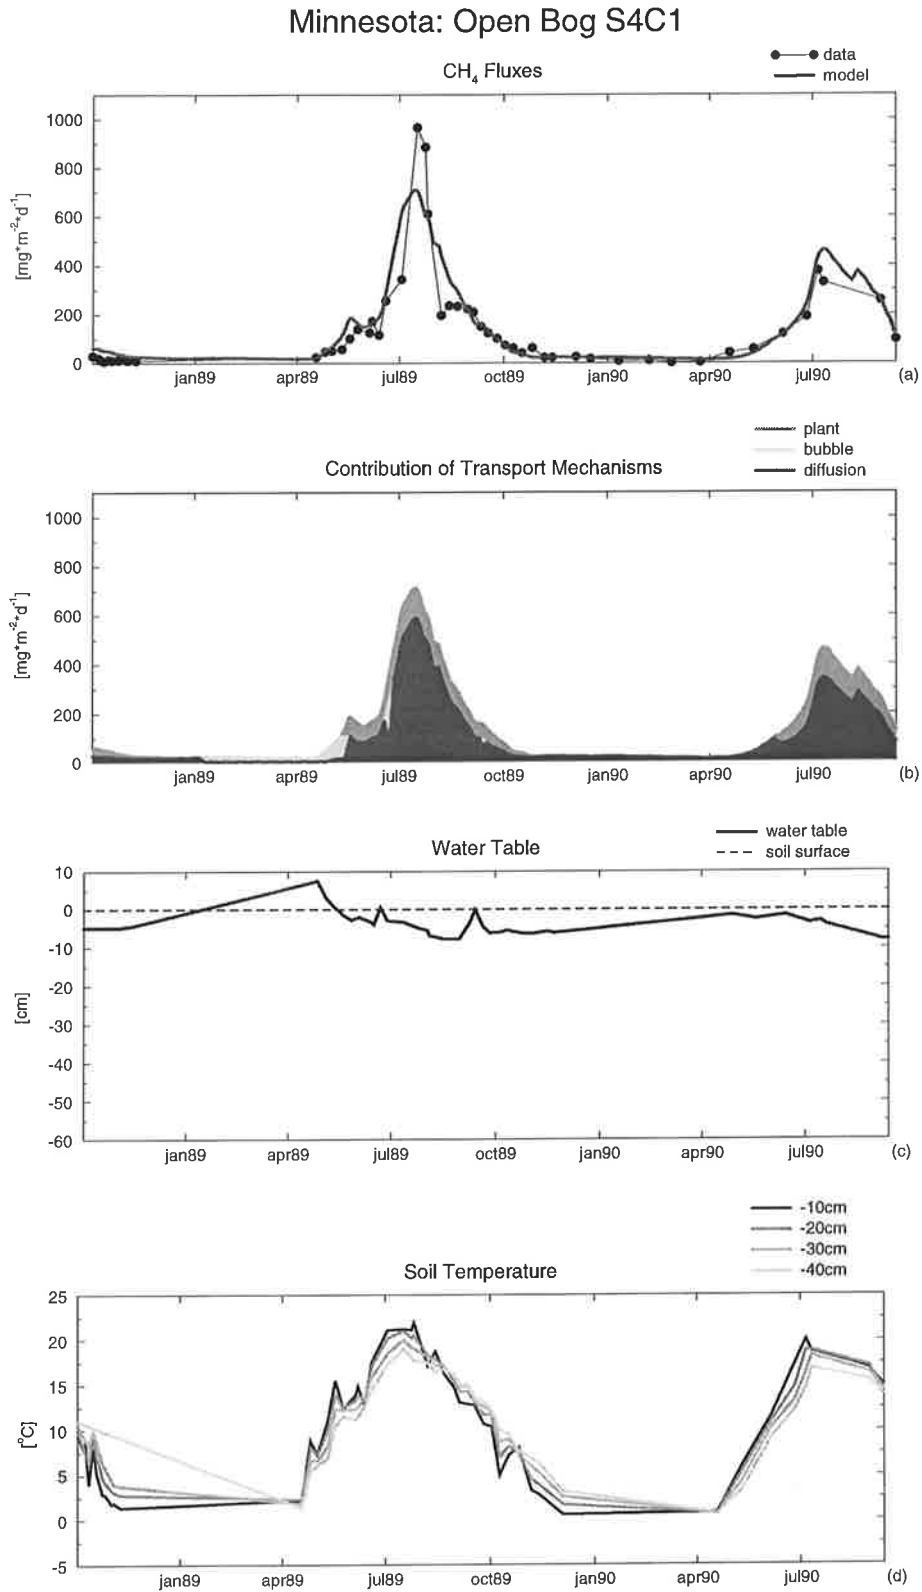 Minnesota: Open Bog S4C1
data
model
CH4 Fluxes
[mg*m-2*d-1]
1000
800
600
400
200
0
jan89 apr89 jul89 oct89 jan90 apr90 jul90 (a)
plant
bubble
diffusion
Contribution of Transport Mechanisms
[mg*m-2*d-1]
1000
800
600
400
200
0
jan89 apr89 jul89 oct89 jan90 apr90 jul90 (b)
water table
soil surface
Water Table
[cm]
10
0
-10
-20
-30
-40
-50
-60
jan89 apr89 jul89 oct89 jan90 apr90 jul90 (c)
-10cm
-20cm
-30cm
-40cm
Soil Temperature
[°C]
25
20
15
10
5
0
-5
jan89 apr89 jul89 oct89 jan90 apr90 jul90 (d)